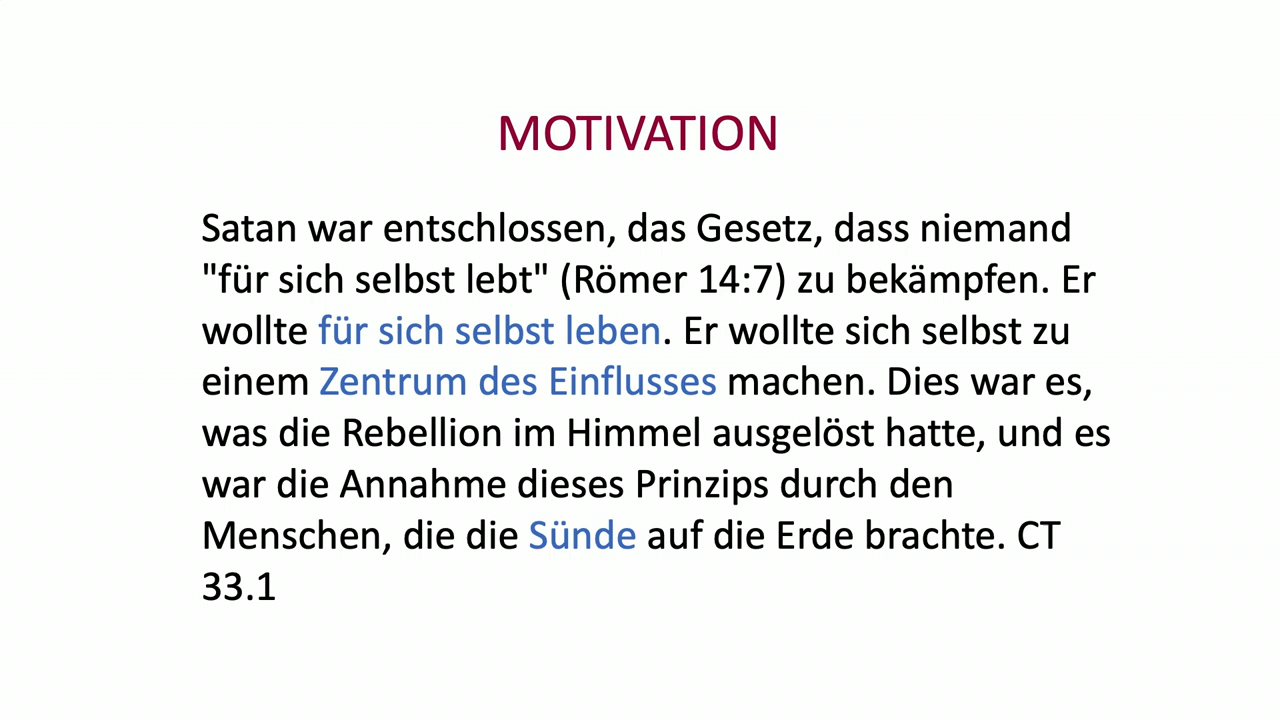 MOTIVATION
Satan war entschlossen, das Gesetz, dass niemand
"für sich selbst lebt" (Römer 14:7) zu bekämpfen. Er
wollte für sich selbst leben. Er wollte sich selbst zu
einem Zentrum des Einflusses machen. Dies war es,
was die Rebellion im Himmel ausgelöst hatte, und es
war die Annahme dieses Prinzips durch den
Menschen, die die Sünde auf die Erde brachte. CT
33.1